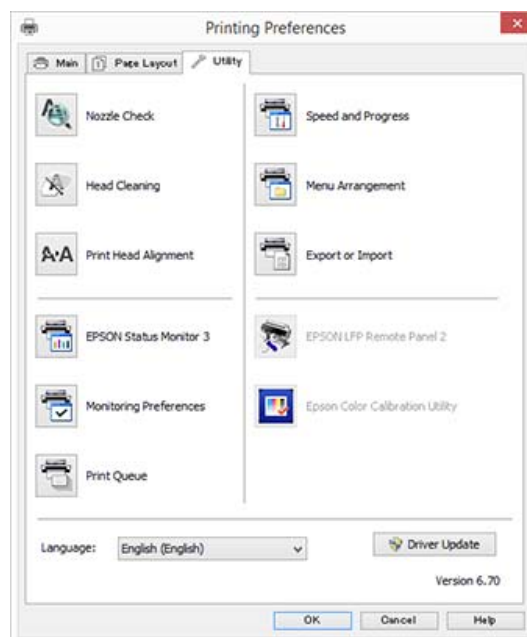 Printing Preferences
Main
Page Layout
Utility
Nozzle Check
Speed and Progress
Head Cleaning
Menu Arrangement
A·A
Print Head Alignment
Export or Import
EPSON Status Monitor 3
EPSON LFP Remote Panel 2
Monitoring Preferences
Epson Color Calibration Utility
Print Queue
Language:
English (English)
Driver Update
Version 6.70
OK
Cancel
Help